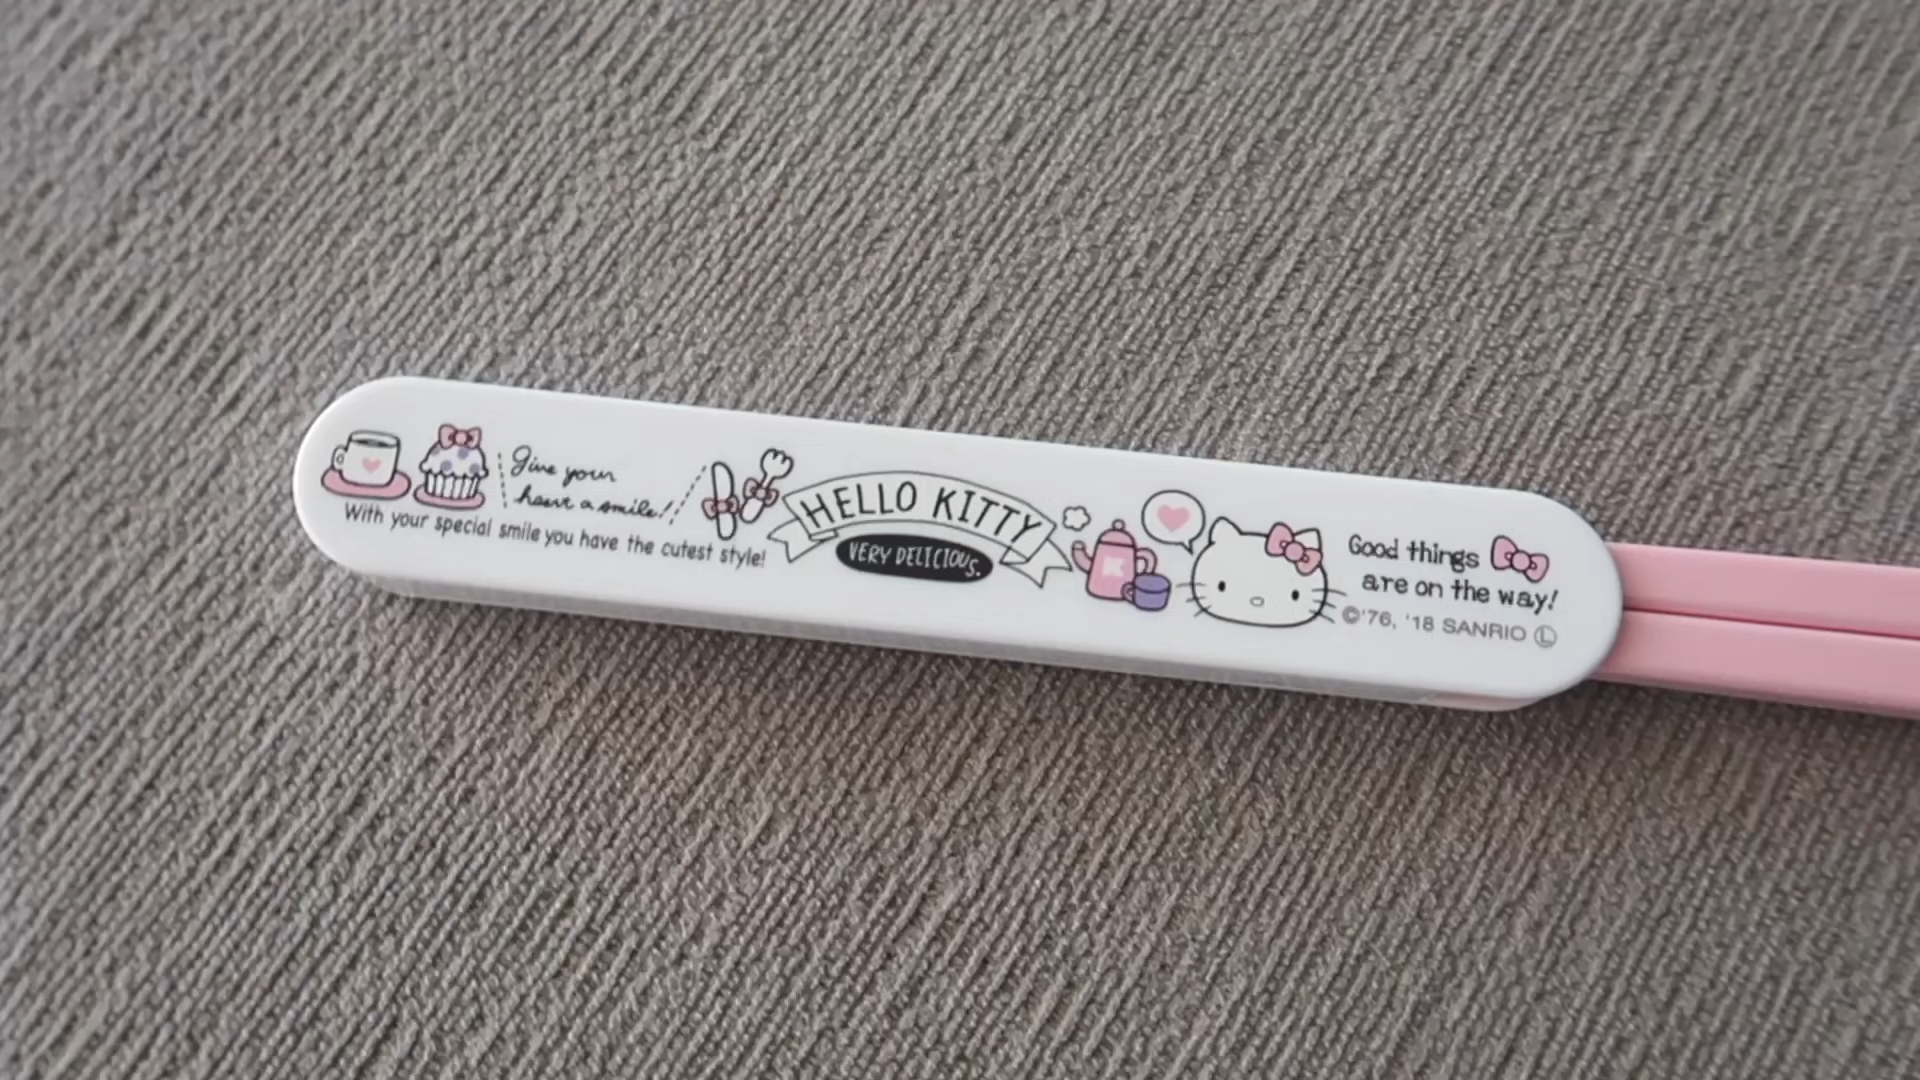 Give your
heart a smile!
With your special smile you have the cutest style!
HELLO KITTY
VERY DELICIOUS.
Good things
are on the way!
©'76, '18 SANRIO Ⓛ